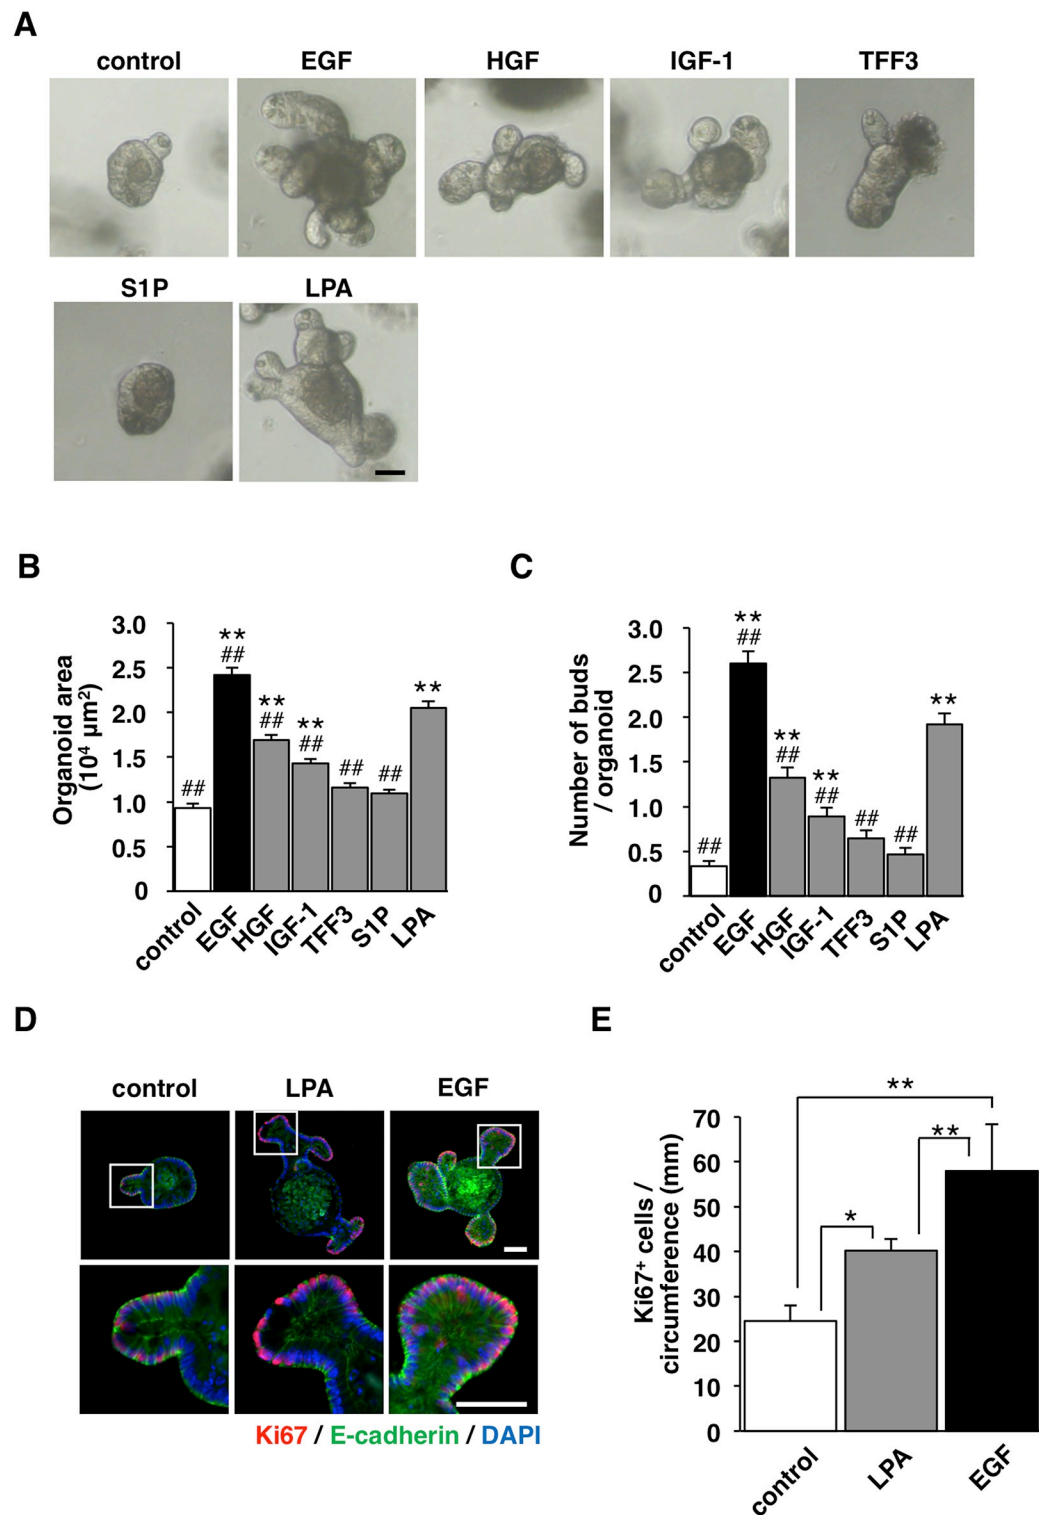 A
control EGF HGF IGF-1 TFF3
S1P LPA
B
Organoid area
(10⁴ µm²)
3.0
2.5
2.0
1.5
1.0
0.5
0
##
**
##
**
##
**
##
##
##
**
control EGF HGF IGF-1 TFF3 S1P LPA
C
Number of buds
/ organoid
3.0
2.5
2.0
1.5
1.0
0.5
0
##
**
##
**
##
**
##
##
##
**
control EGF HGF IGF-1 TFF3 S1P LPA
D
control LPA EGF
Ki67 / E-cadherin / DAPI
E
Ki67⁺ cells /
circumference (mm)
70
60
50
40
30
20
10
0
**
**
*
control LPA EGF